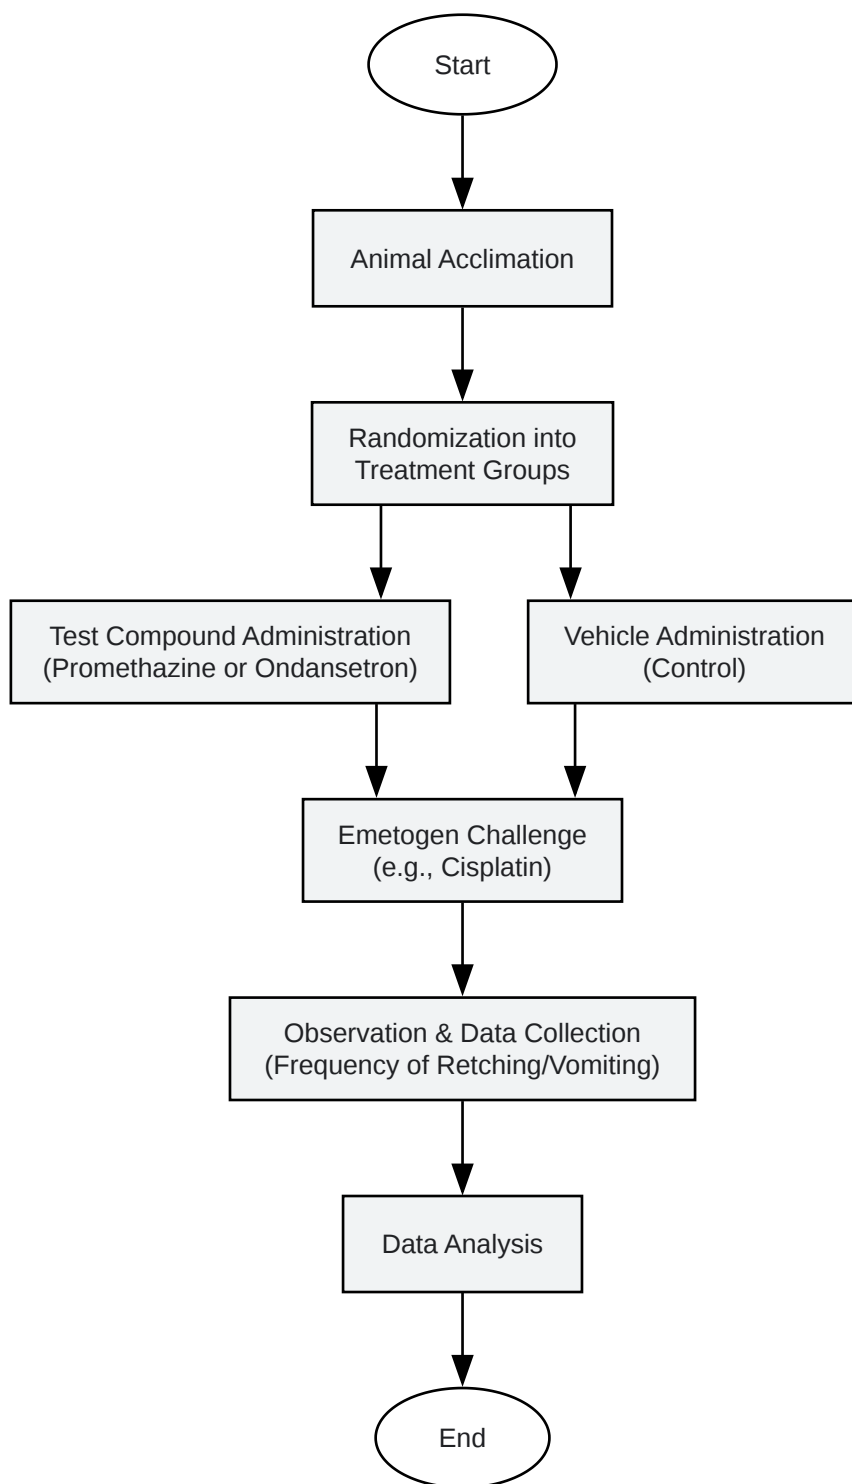 Start
Animal Acclimation
Randomization into
Treatment Groups
Test Compound Administration
(Promethazine or Ondansetron)
Vehicle Administration
(Control)
Emetogen Challenge
(e.g., Cisplatin)
Observation & Data Collection
(Frequency of Retching/Vomiting)
Data Analysis
End